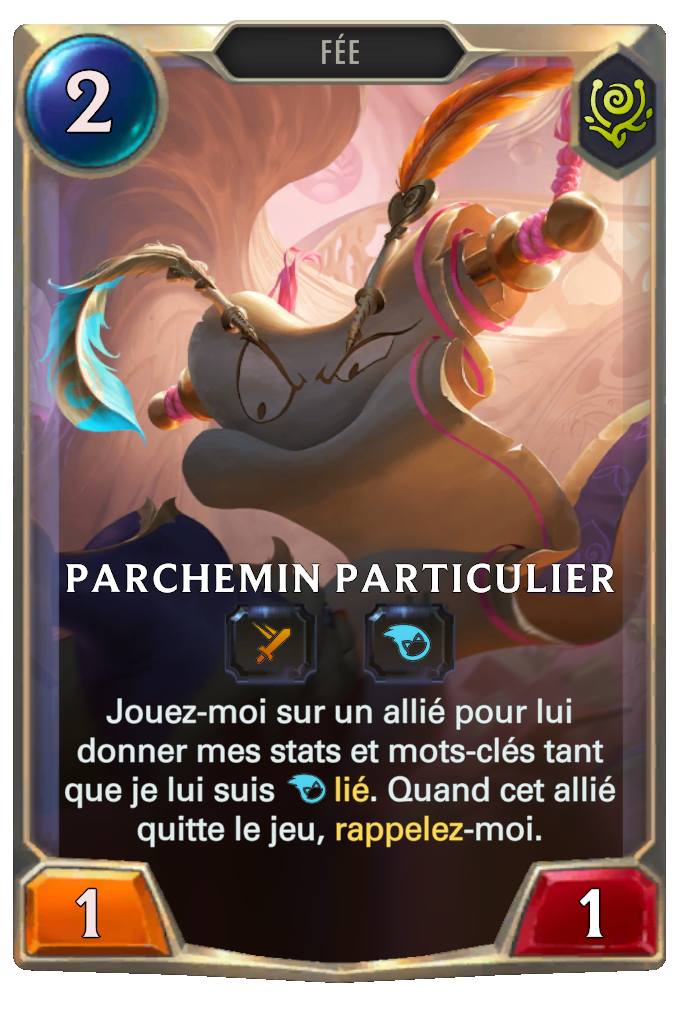 FÉE
2
PARCHEMIN PARTICULIER
Jouez-moi sur un allié pour lui
donner mes stats et mots-clés tant
que je lui suis lié. Quand cet allié
quitte le jeu, rappelez-moi.
1
1